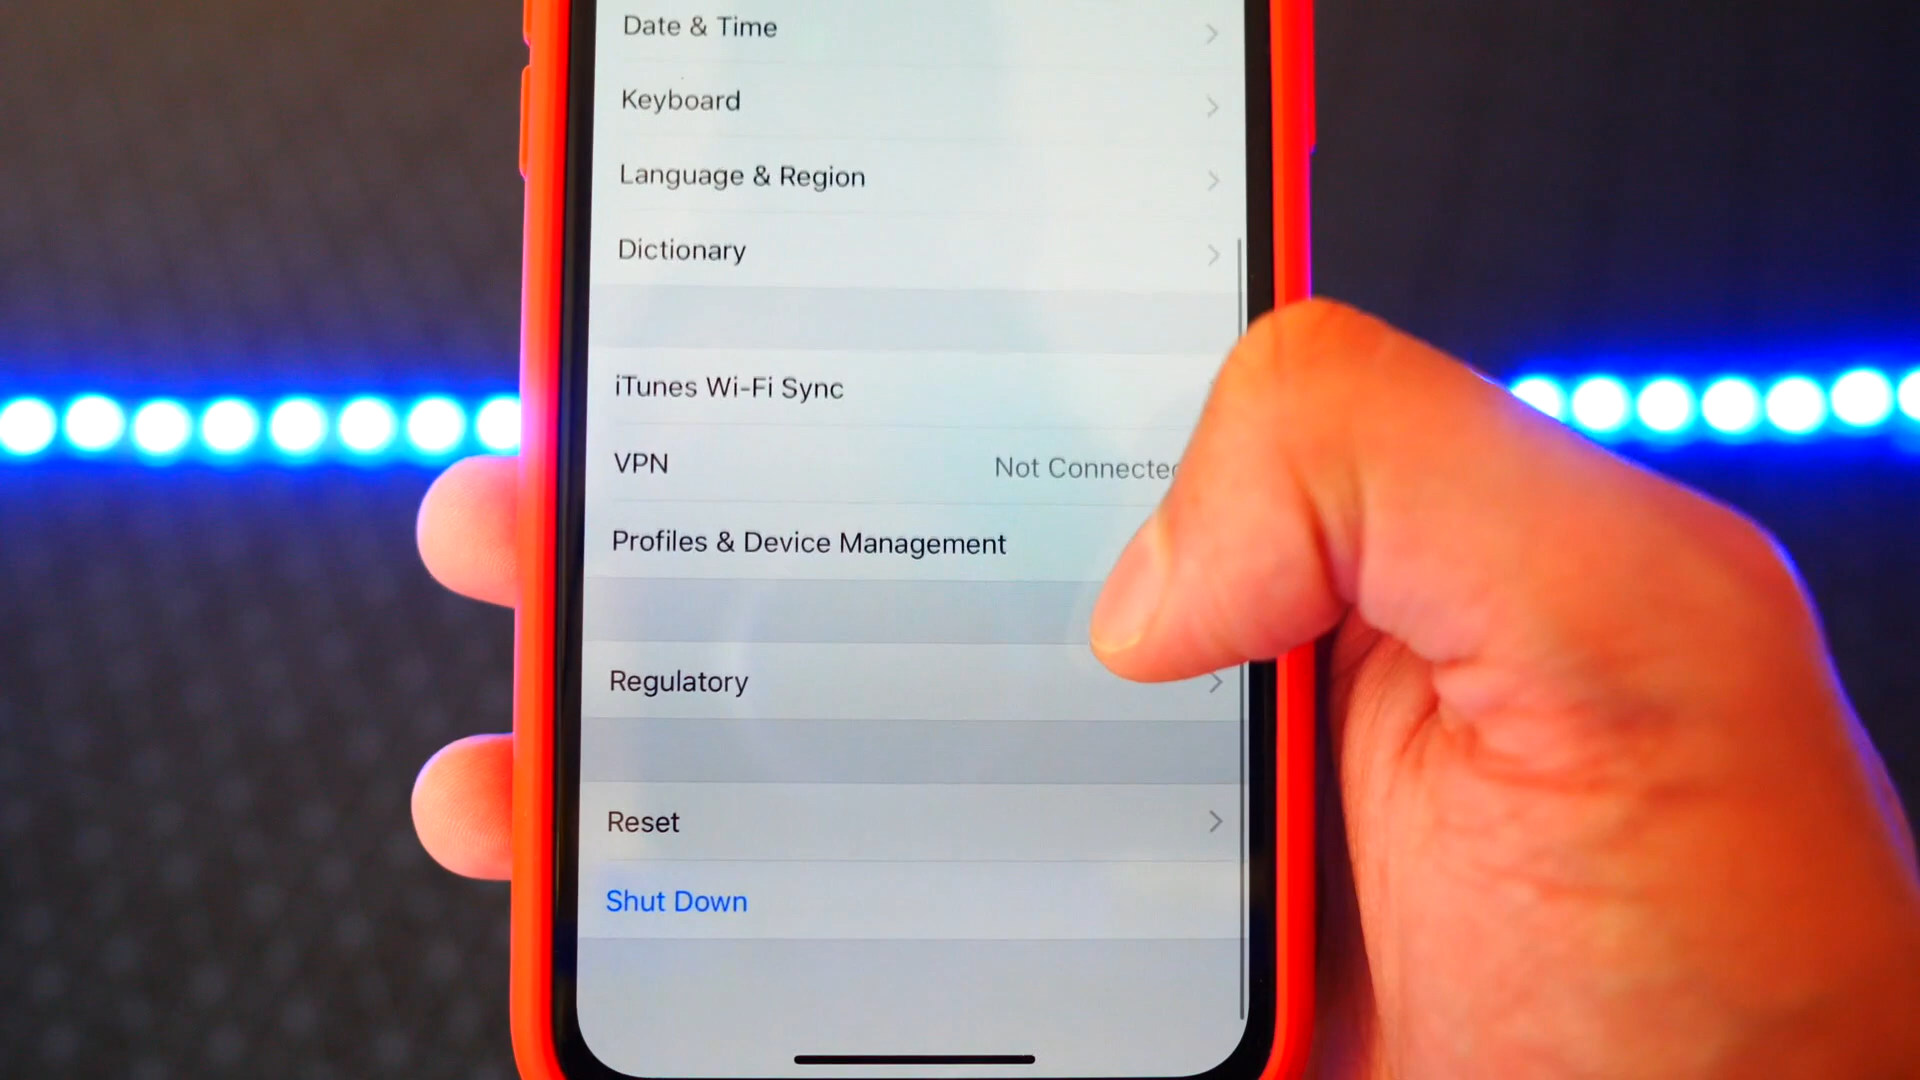 Date & Time
Keyboard
Language & Region
Dictionary
iTunes Wi-Fi Sync
VPN Not Connected
Profiles & Device Management
Regulatory
Reset
Shut Down